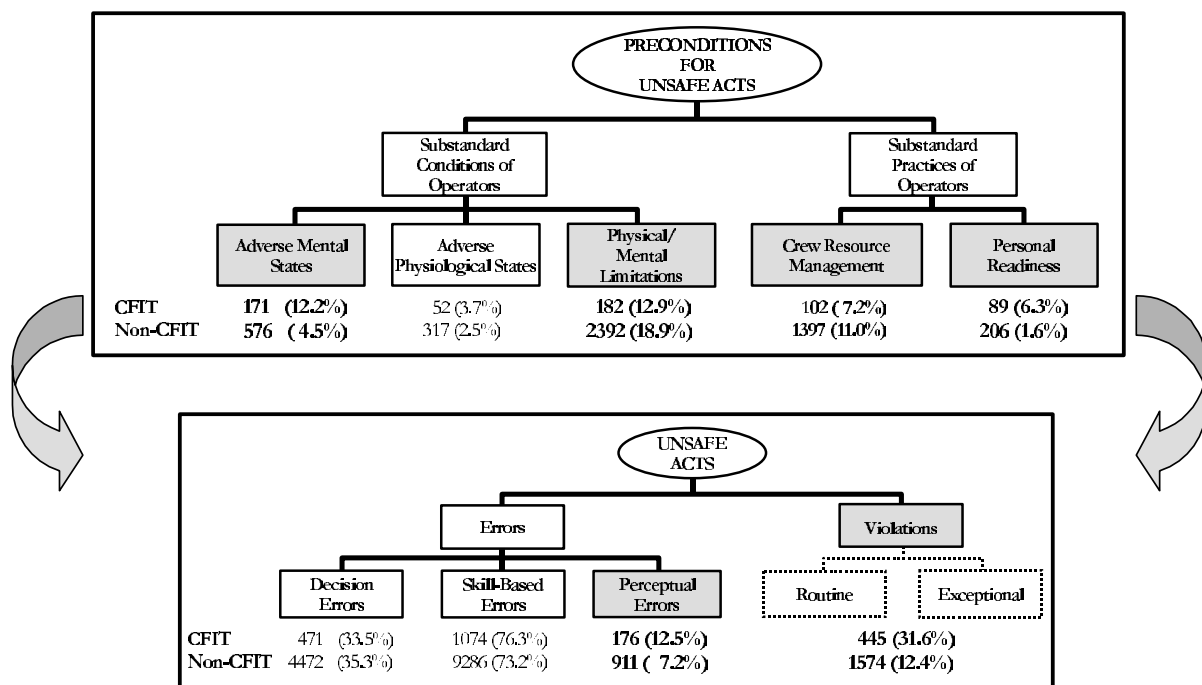 PRECONDITIONS
FOR
UNSAFE ACTS
Substandard
Conditions of
Operators
Substandard
Practices of
Operators
Adverse Mental
States
Adverse
Physiological States
Physical/
Mental
Limitations
Crew Resource
Management
Personal
Readiness
CFIT 171 (12.2%) 52 (3.7%) 182 (12.9%) 102 (7.2%) 89 (6.3%)
Non-CFIT 576 ( 4.5%) 317 (2.5%) 2392 (18.9%) 1397 (11.0%) 206 (1.6%)
UNSAFE
ACTS
Errors
Violations
Decision
Errors
Skill-Based
Errors
Perceptual
Errors
Routine
Exceptional
CFIT 471 (33.5%) 1074 (76.3%) 176 (12.5%) 445 (31.6%)
Non-CFIT 4472 (35.3%) 9286 (73.2%) 911 ( 7.2%) 1574 (12.4%)